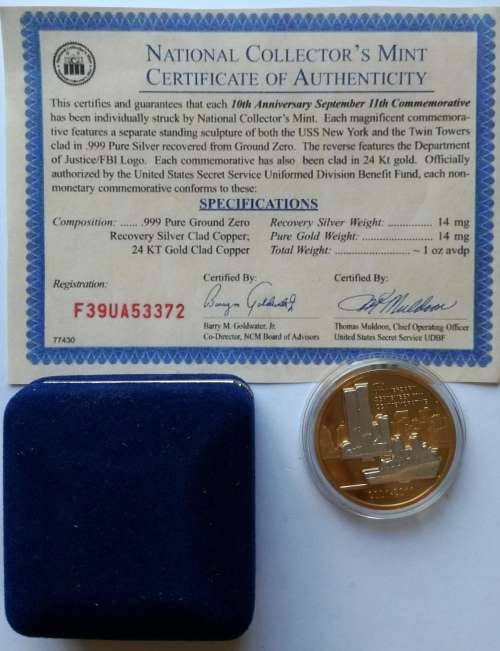 NATIONAL COLLECTOR'S MINT
CERTIFICATE OF AUTHENTICITY
This certifies and guarantees that each 10th Anniversary September 11th Commemorative
has been individually struck by National Collector's Mint. Each magnificent commemora-
tive features a separate standing sculpture of both the USS New York and the Twin Towers
clad in .999 Pure Silver recovered from Ground Zero. The reverse features the Department
of Justice/FBI Logo. Each commemorative has also been clad in 24 Kt gold. Officially
authorized by the United States Secret Service Uniformed Division Benefit Fund, each non-
monetary commemorative conforms to these:
SPECIFICATIONS
Composition: ...... .999 Pure Ground Zero
Recovery Silver Clad Copper;
24 KT Gold Clad Copper
Recovery Silver Weight: ............... 14 mg
Pure Gold Weight: ........................ 14 mg
Total Weight: ........................ ~ 1 oz avdp
Registration:
F39UA53372
77430
Certified By:
Barry M. Goldwater, Jr.
Co-Director, NCM Board of Advisors
Certified By:
Thomas Muldoon, Chief Operating Officer
United States Secret Service UDBF
ANNIVERSARY
SEPTEMBER 11TH
COMMEMORATIVE
2001-2011